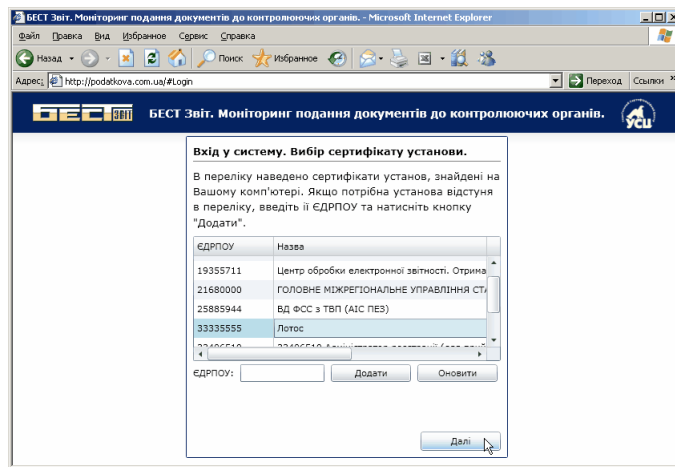 БЕСТ Звіт. Моніторинг подання документів до контролюючих органів. - Microsoft Internet Explorer
Файл Правка Вид Избранное Сервис Справка
Назад Поиск Избранное
Адрес: http://podatkova.com.ua/#Login Переход Ссылки »
БЕСТ ЗВІТ БЕСТ Звіт. Моніторинг подання документів до контролюючих органів. УСЦ
Вхід у систему. Вибір сертифікату установи.
В переліку наведено сертифікати установ, знайдені на
Вашому комп'ютері. Якщо потрібна установа відступя
в переліку, введіть її ЄДРПОУ та натисніть кнопку
"Додати".
ЄДРПОУ Назва
19355711 Центр обробки електронної звітності. Отрима
21680000 ГОЛОВНЕ МІЖРЕГІОНАЛЬНЕ УПРАВЛІННЯ СТА
25885944 ВД ФСС з ТВП (АІС ПЕЗ)
33335555 Лотос
ЄДРПОУ: Додати Оновити
Далі